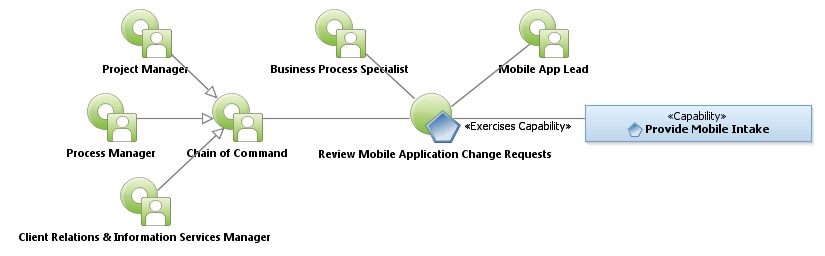 Project Manager
Business Process Specialist
Mobile App Lead
«Capability»
Provide Mobile Intake
«Exercises Capability»
Process Manager
Chain of Command
Review Mobile Application Change Requests
Client Relations & Information Services Manager